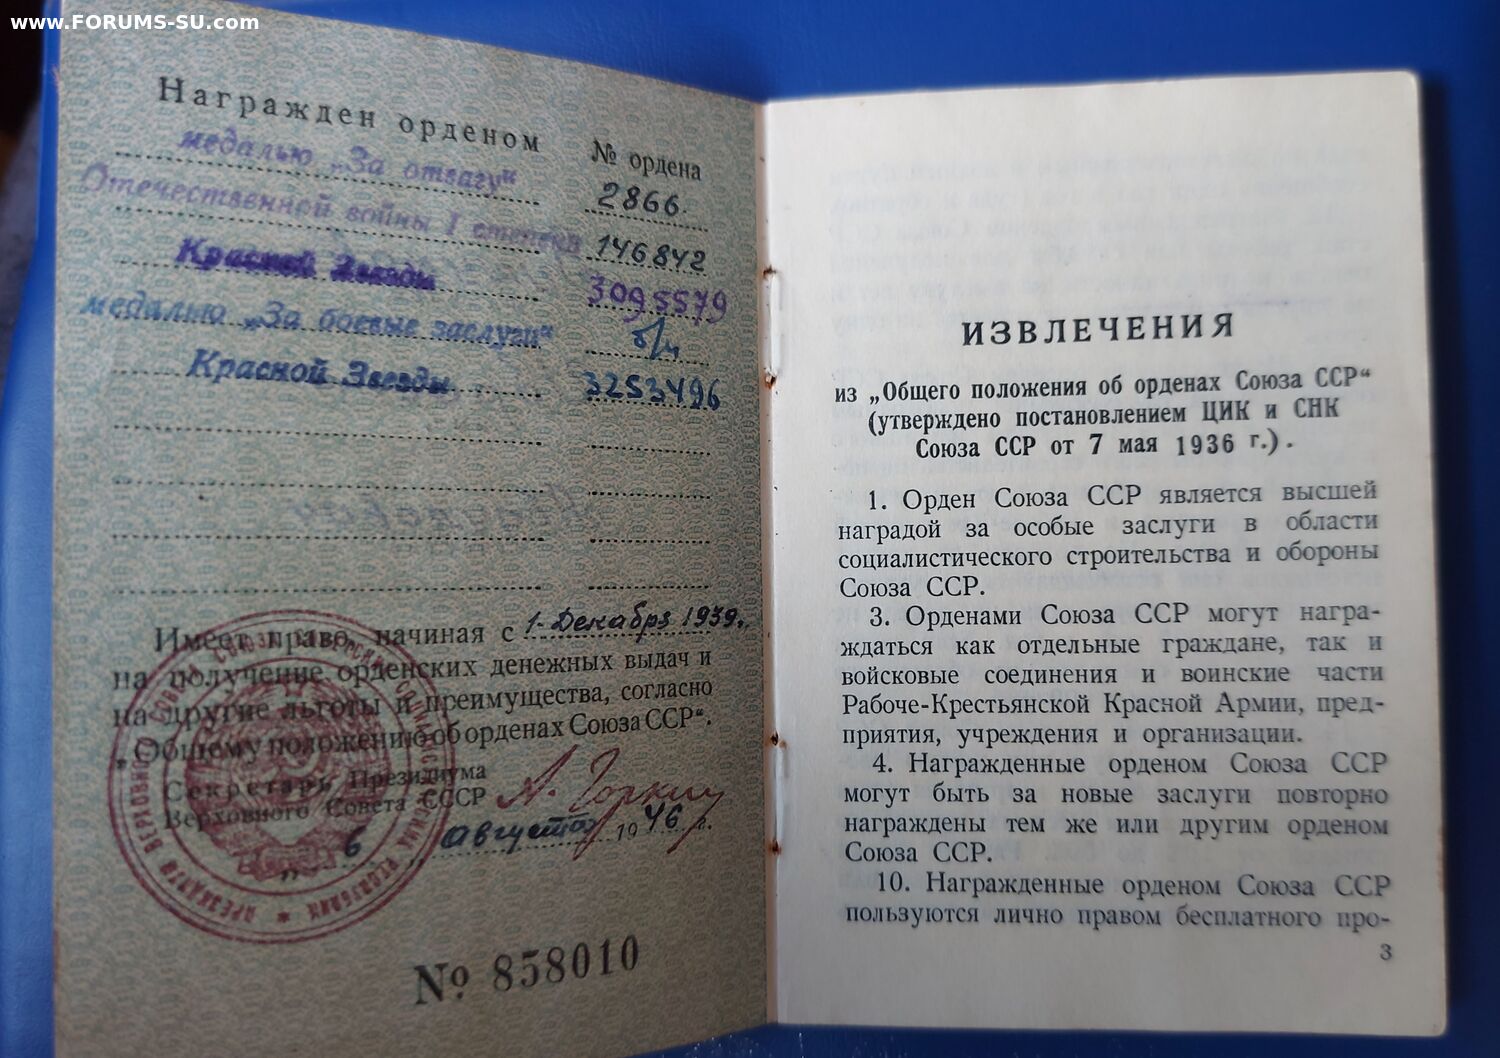 www.FORUMS-SU.com
Награжден орденом № ордена
медалью „За отвагу“ 2866.
Отечественной войны I степени 146842
Красной Звезды 3095579
медалью „За боевые заслуги“ б/н
Красной Звезды 3253496
Имеет право, начиная с 1. Декабря 1939 г.
на получение орденских денежных выдач и
на другие льготы и преимущества, согласно
„Общему положению об орденах Союза ССР“.
Секретарь Президиума
Верховного Совета СССР А. Горкин
„ 6 „ августа 1946 г.
№ 858010
ИЗВЛЕЧЕНИЯ
из „Общего положения об орденах Союза ССР“
(утверждено постановлением ЦИК и СНК
Союза ССР от 7 мая 1936 г.).
1. Орден Союза ССР является высшей
наградой за особые заслуги в области
социалистического строительства и обороны
Союза ССР.
3. Орденами Союза ССР могут награ-
ждаться как отдельные граждане, так и
войсковые соединения и воинские части
Рабоче-Крестьянской Красной Армии, пред-
приятия, учреждения и организации.
4. Награжденные орденом Союза ССР
могут быть за новые заслуги повторно
награждены тем же или другим орденом
Союза ССР.
10. Награжденные орденом Союза ССР
пользуются лично правом бесплатного про-
3